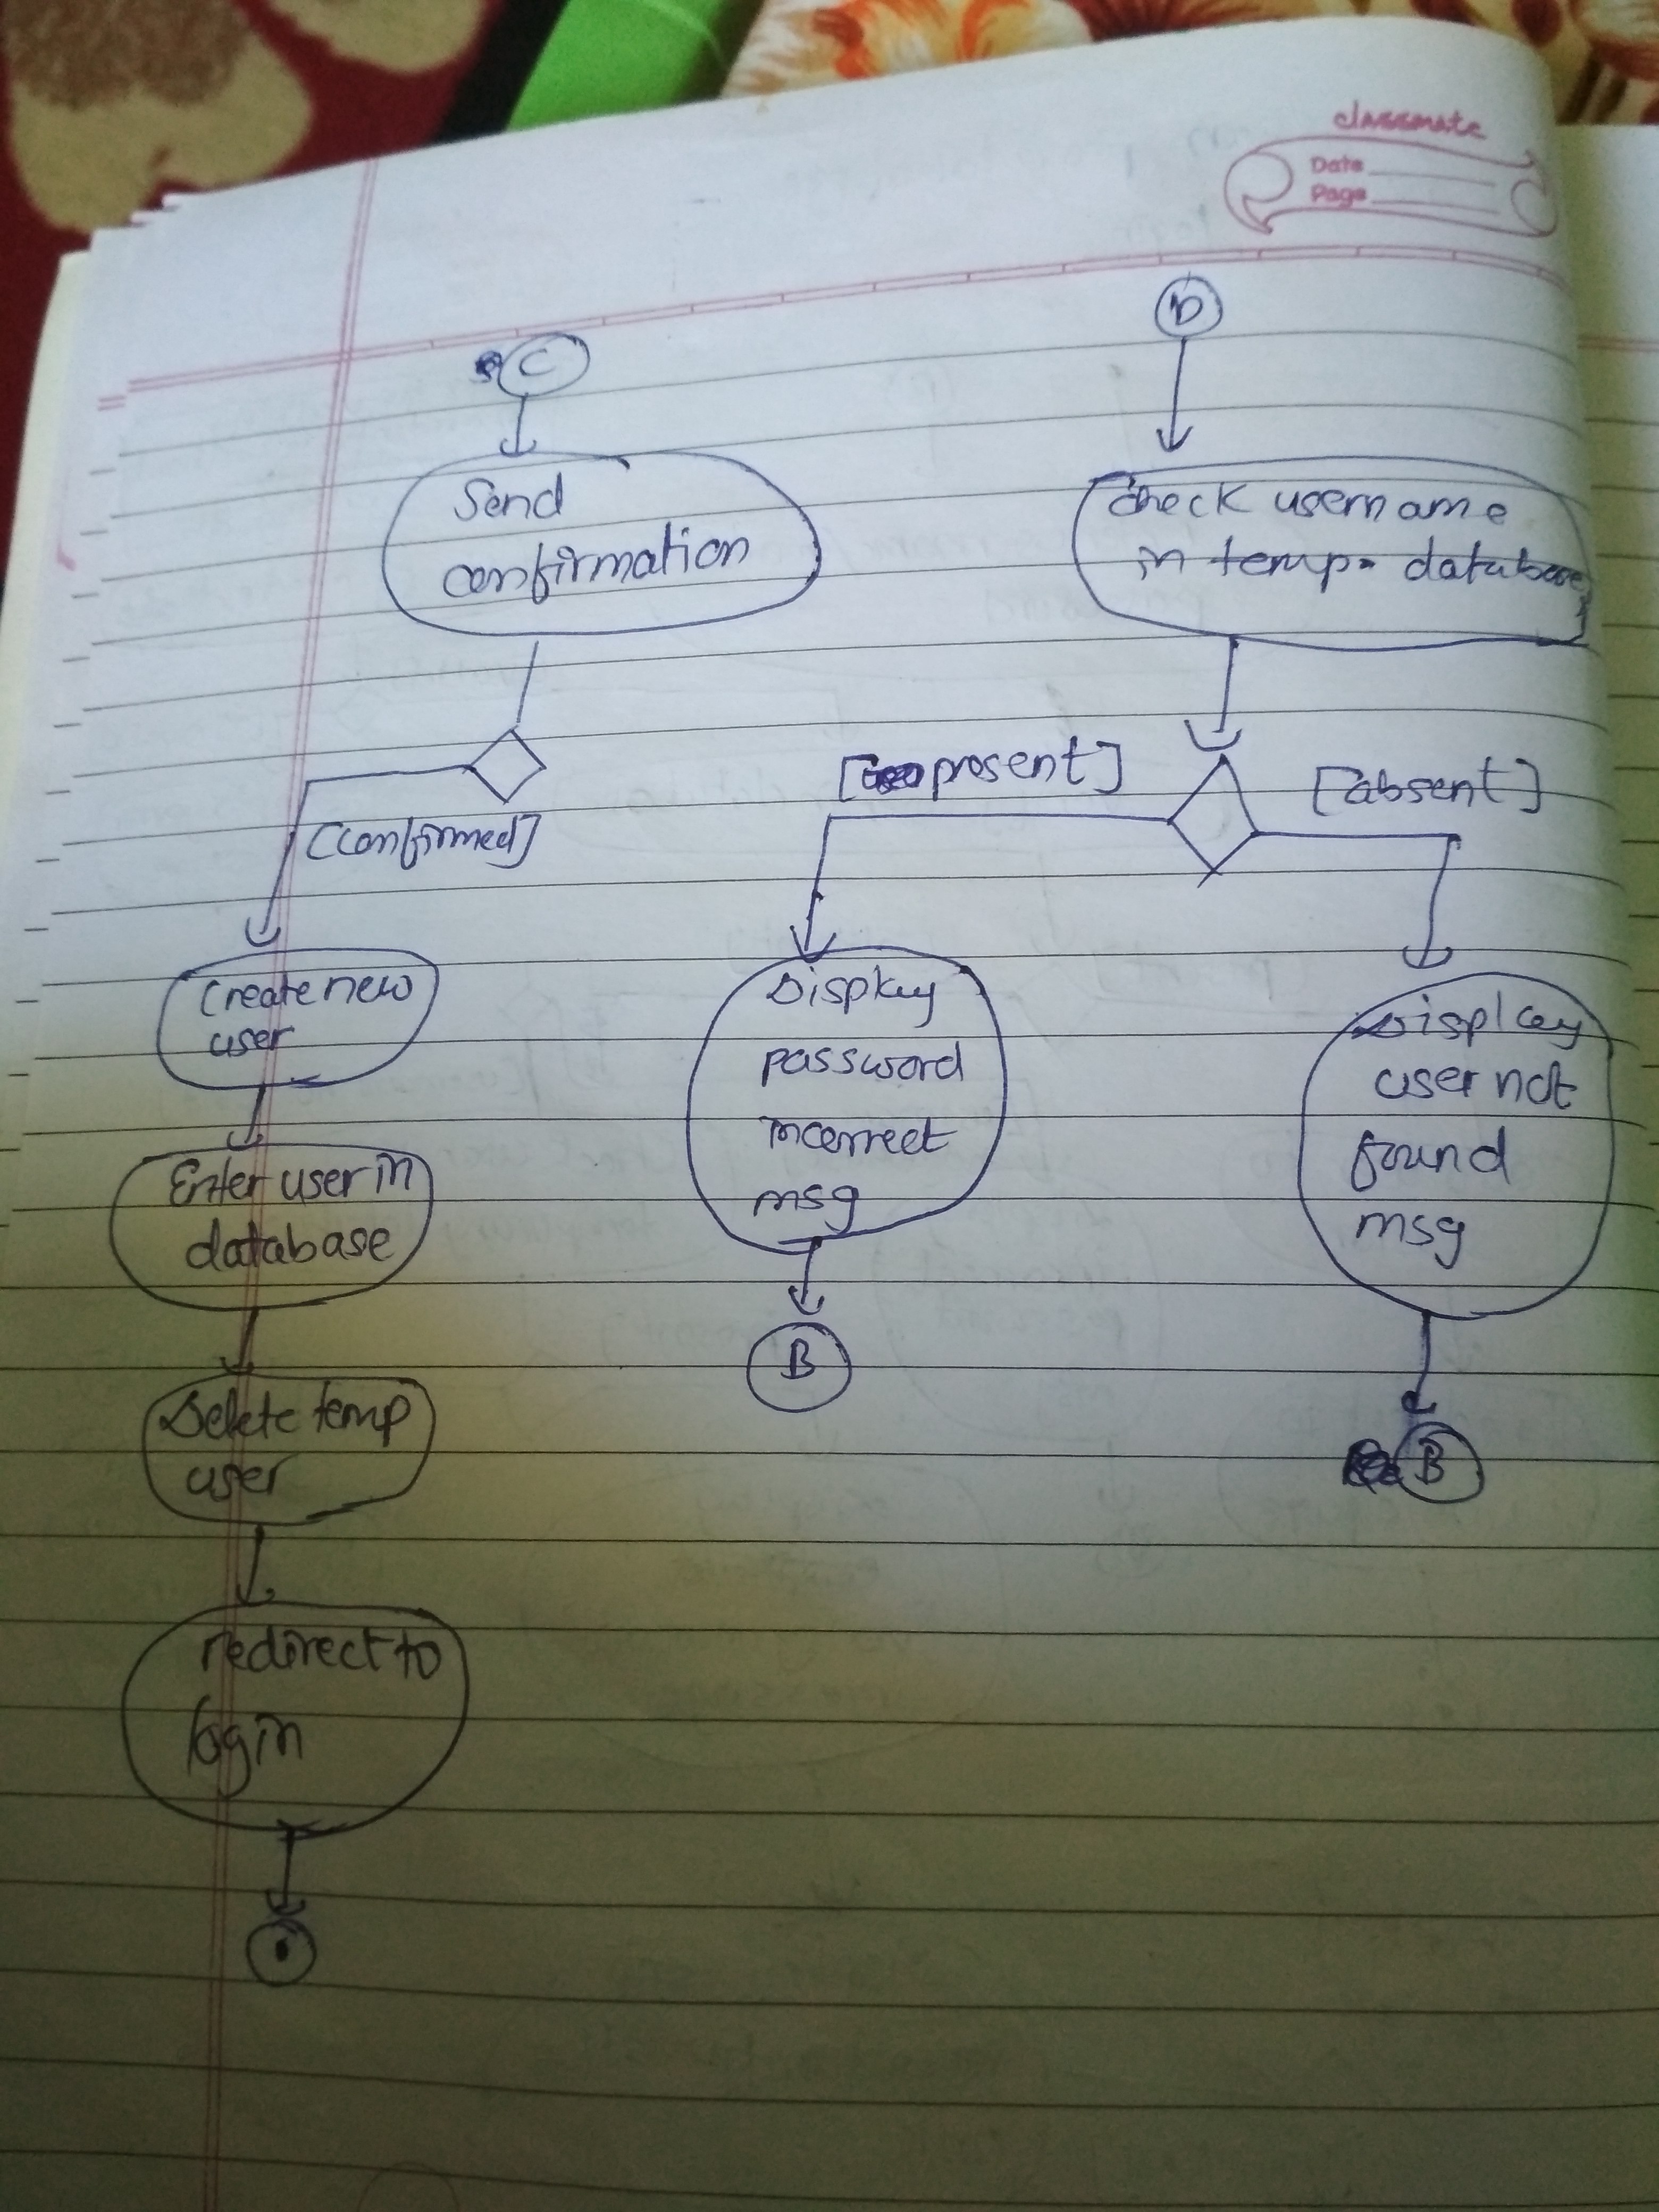 classmate
Date
Page
C
Send
confirmation
[confirmed]
Create new
user
Enter user in
database
Delete temp
user
redirect to
login
D
check username
in temp. database
[present]
[absent]
Display
password
incorrect
msg
B
Display
user not
found
msg
B